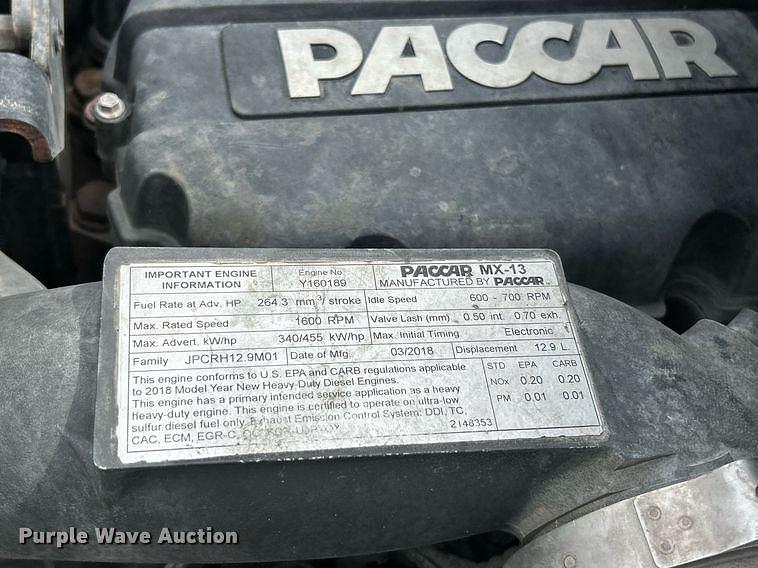 PACCAR
IMPORTANT ENGINE INFORMATION
Engine No. Y160189
PACCAR MX-13
MANUFACTURED BY PACCAR
Fuel Rate at Adv. HP 264.3 mm³/stroke
Idle Speed 600 - 700 RPM
Max. Rated Speed 1600 RPM
Valve Lash (mm) 0.50 int. 0.70 exh.
Max. Advert. kW/hp 340/455 kW/hp
Max. Initial Timing Electronic
Family JPCRH12.9M01
Date of Mfg. 03/2018
Displacement 12.9 L
This engine conforms to U.S. EPA and CARB regulations applicable
to 2018 Model Year New Heavy-Duty Diesel Engines.
This engine has a primary intended service application as a heavy
heavy-duty engine. This engine is certified to operate on ultra-low
sulfur diesel fuel only. Exhaust Emission Control System: DDI, TC,
CAC, ECM, EGR-C,
2148353
STD EPA CARB
NOx 0.20 0.20
PM 0.01 0.01
Purple Wave Auction